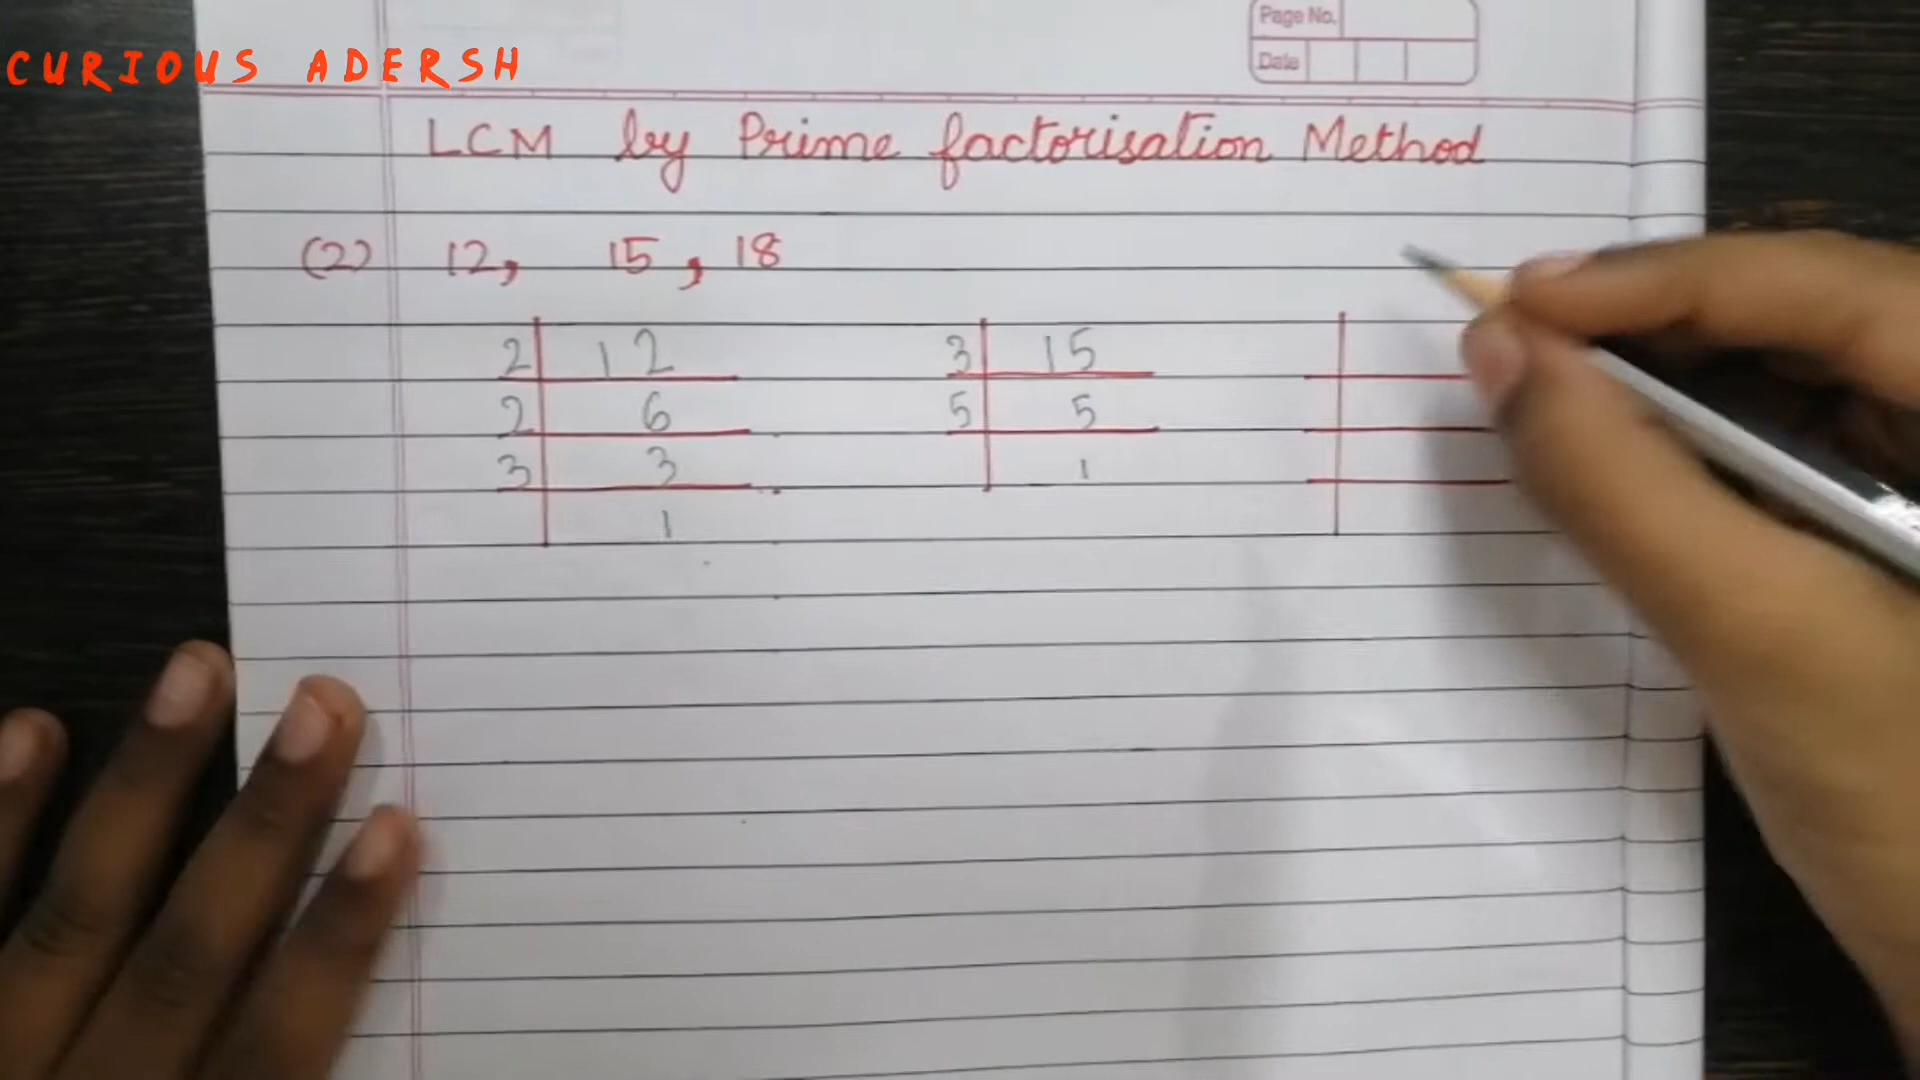 Page No.
CURIOUS ADERSH
Date
LCM by Prime factorisation Method
(2) 12, 15, 18
2 12 3 15
2 6 5 5
3 3 1
1